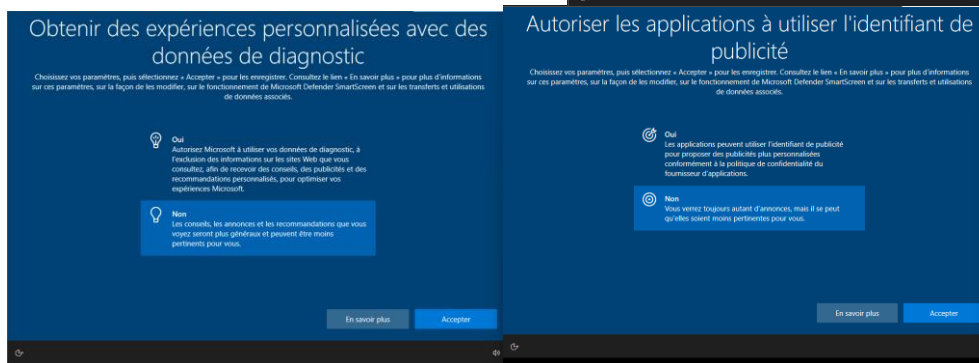 Obtenir des expériences personnalisées avec des
données de diagnostic
Choisissez vos paramètres, puis sélectionnez « Accepter » pour les enregistrer. Consultez le lien « En savoir plus » pour plus d'informations
sur ces paramètres, sur la façon de les modifier, sur le fonctionnement de Microsoft Defender SmartScreen et sur les transferts et utilisations
de données associés.
Oui
Autorisez Microsoft à utiliser vos données de diagnostic, à
l'exclusion des informations sur les sites Web que vous
consultez, afin de recevoir des conseils, des publicités et des
recommandations personnalisés, pour optimiser vos
expériences Microsoft.
Non
Les conseils, les annonces et les recommandations que vous
voyez seront plus généraux et peuvent être moins
pertinents pour vous.
En savoir plus
Accepter
Autoriser les applications à utiliser l'identifiant de
publicité
Choisissez vos paramètres, puis sélectionnez « Accepter » pour les enregistrer. Consultez le lien « En savoir plus » pour plus d'informations
sur ces paramètres, sur la façon de les modifier, sur le fonctionnement de Microsoft Defender SmartScreen et sur les transferts et utilisations
de données associés.
Oui
Les applications peuvent utiliser l'identifiant de publicité
pour proposer des publicités plus personnalisées
conformément à la politique de confidentialité du
fournisseur d'applications.
Non
Vous verrez toujours autant d'annonces, mais il se peut
qu'elles soient moins pertinentes pour vous.
En savoir plus
Accepter